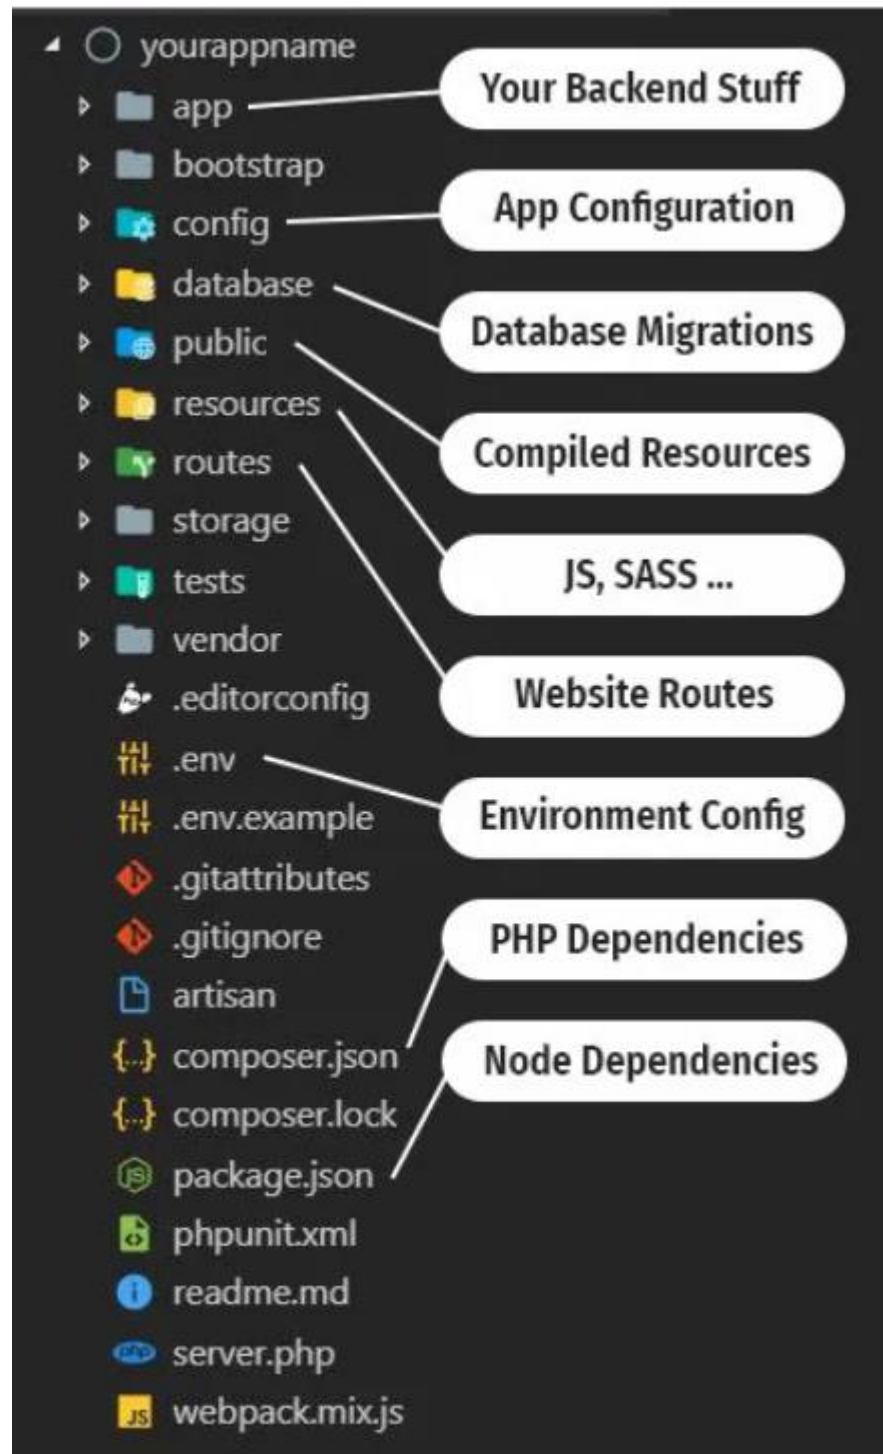 yourappname
app
Your Backend Stuff
bootstrap
config
App Configuration
database
Database Migrations
public
Compiled Resources
resources
JS, SASS ...
routes
Website Routes
storage
tests
vendor
.editorconfig
.env
Environment Config
.env.example
.gitattributes
.gitignore
artisan
composer.json
PHP Dependencies
composer.lock
package.json
Node Dependencies
phpunit.xml
readme.md
server.php
webpack.mix.js